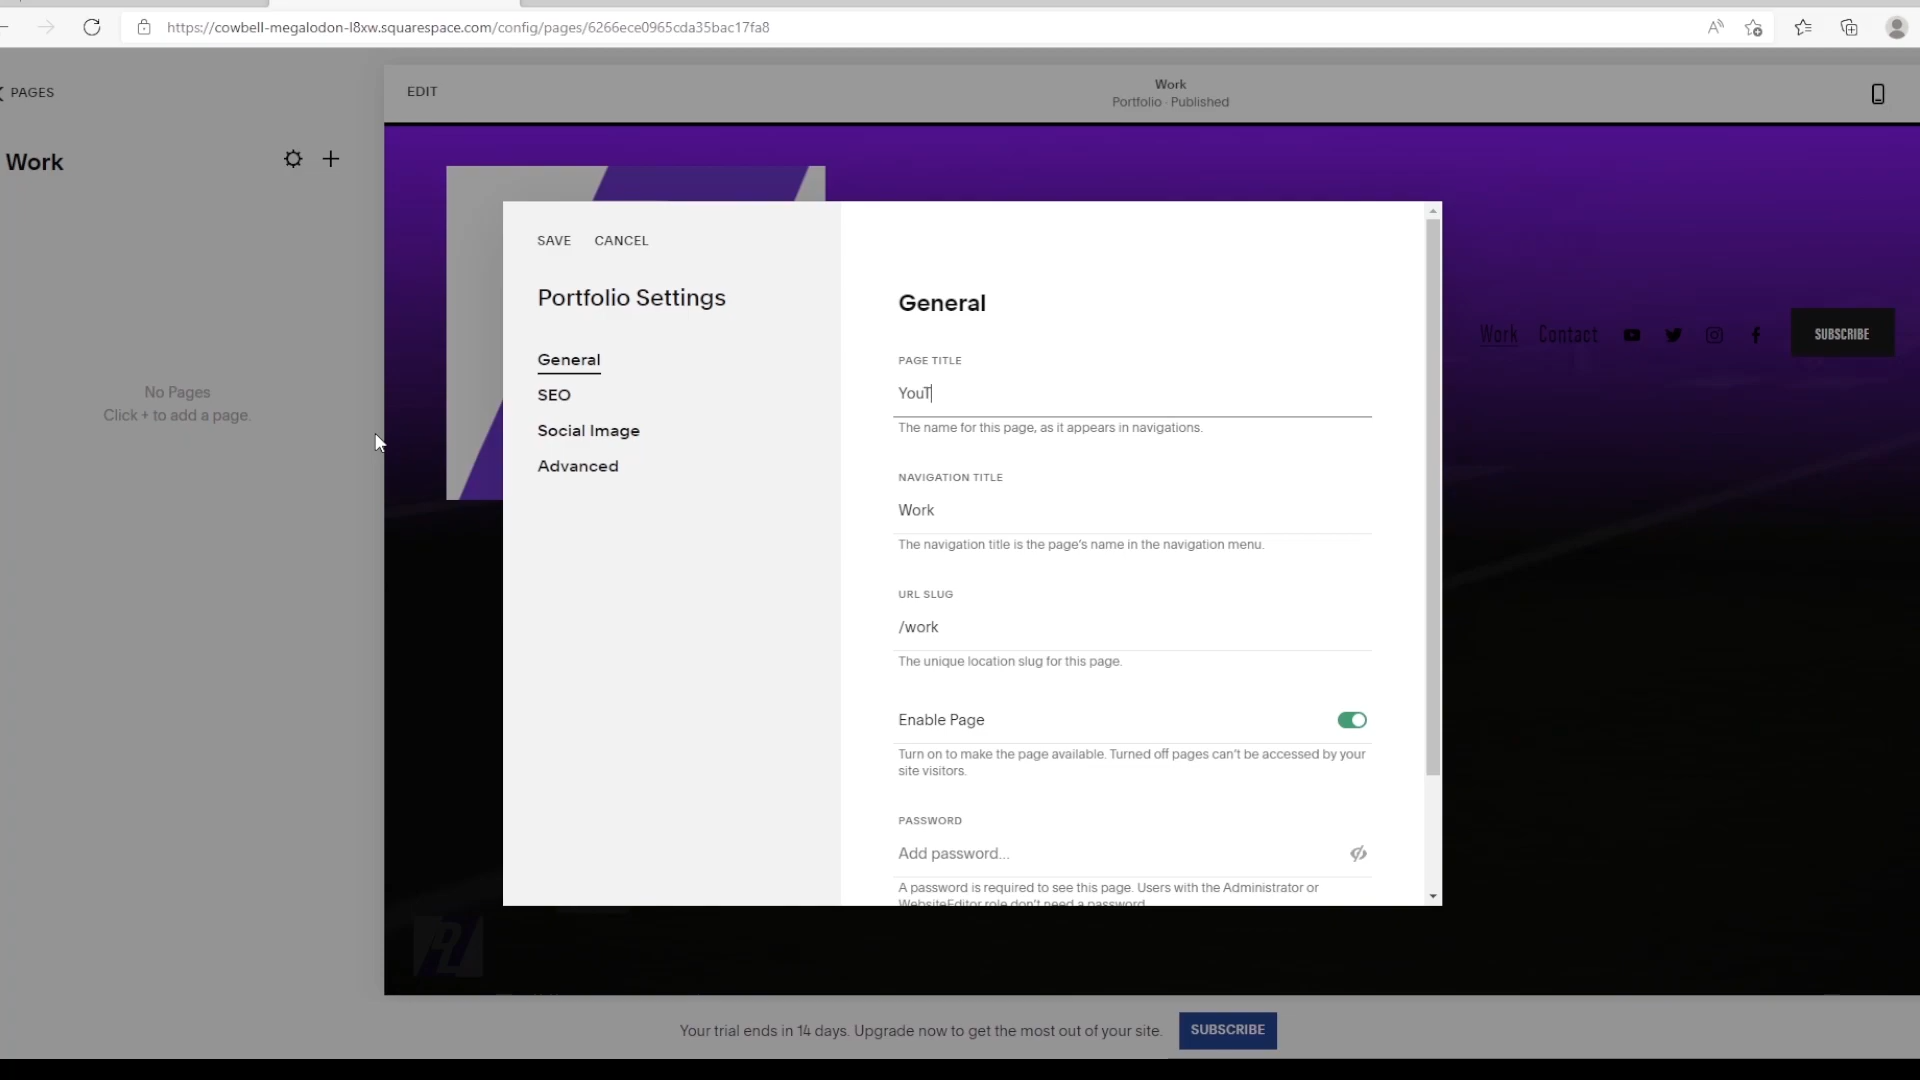 https://cowbell-megalodon-l8xw.squarespace.com/config/pages/6266ece0965cda35bac17fa8
PAGES
EDIT
Work
Portfolio · Published
Work
SAVE CANCEL
Portfolio Settings
General
SEO
Social Image
Advanced
No Pages
Click + to add a page.
General
PAGE TITLE
YouT
The name for this page, as it appears in navigations.
NAVIGATION TITLE
Work
The navigation title is the page's name in the navigation menu.
URL SLUG
/work
The unique location slug for this page.
Enable Page
Turn on to make the page available. Turned off pages can't be accessed by your
site visitors.
PASSWORD
Add password...
A password is required to see this page. Users with the Administrator or
WebsiteEditor role don't need a password.
Work Contact SUBSCRIBE
Your trial ends in 14 days. Upgrade now to get the most out of your site. SUBSCRIBE